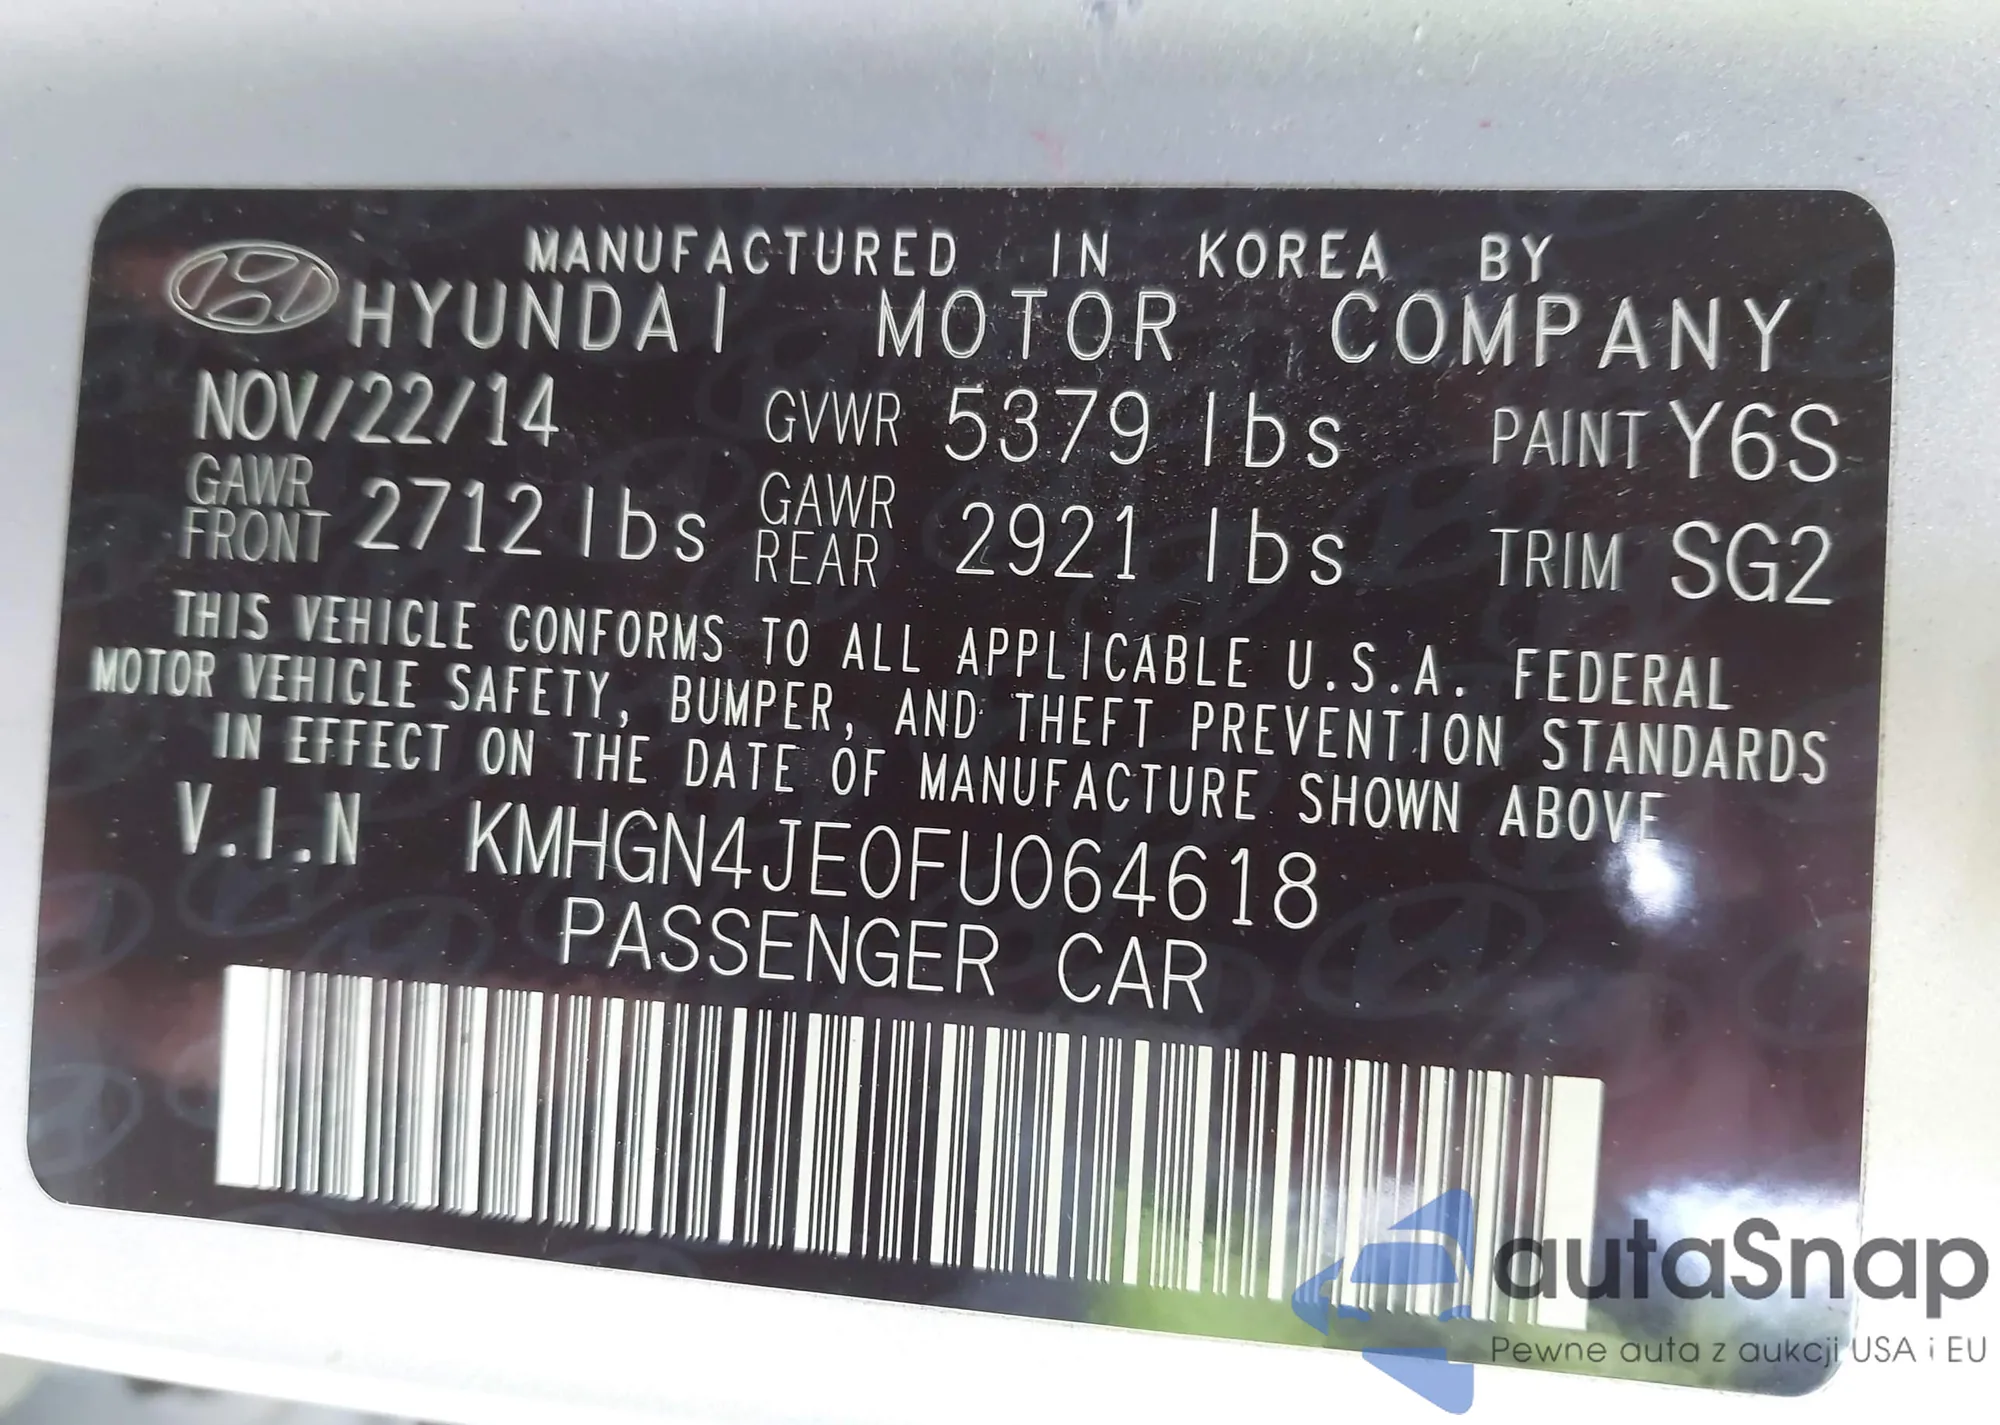 MANUFACTURED IN KOREA BY
HYUNDAI MOTOR COMPANY
NOV/22/14 GVWR 5379 lbs PAINT Y6S
GAWR FRONT 2712 lbs GAWR REAR 2921 lbs TRIM SG2
THIS VEHICLE CONFORMS TO ALL APPLICABLE U.S.A. FEDERAL
MOTOR VEHICLE SAFETY, BUMPER, AND THEFT PREVENTION STANDARDS
IN EFFECT ON THE DATE OF MANUFACTURE SHOWN ABOVE
V.I.N KMHGN4JE0FU064618
PASSENGER CAR
autaSnap
Pewne auta z aukcji USA i EU